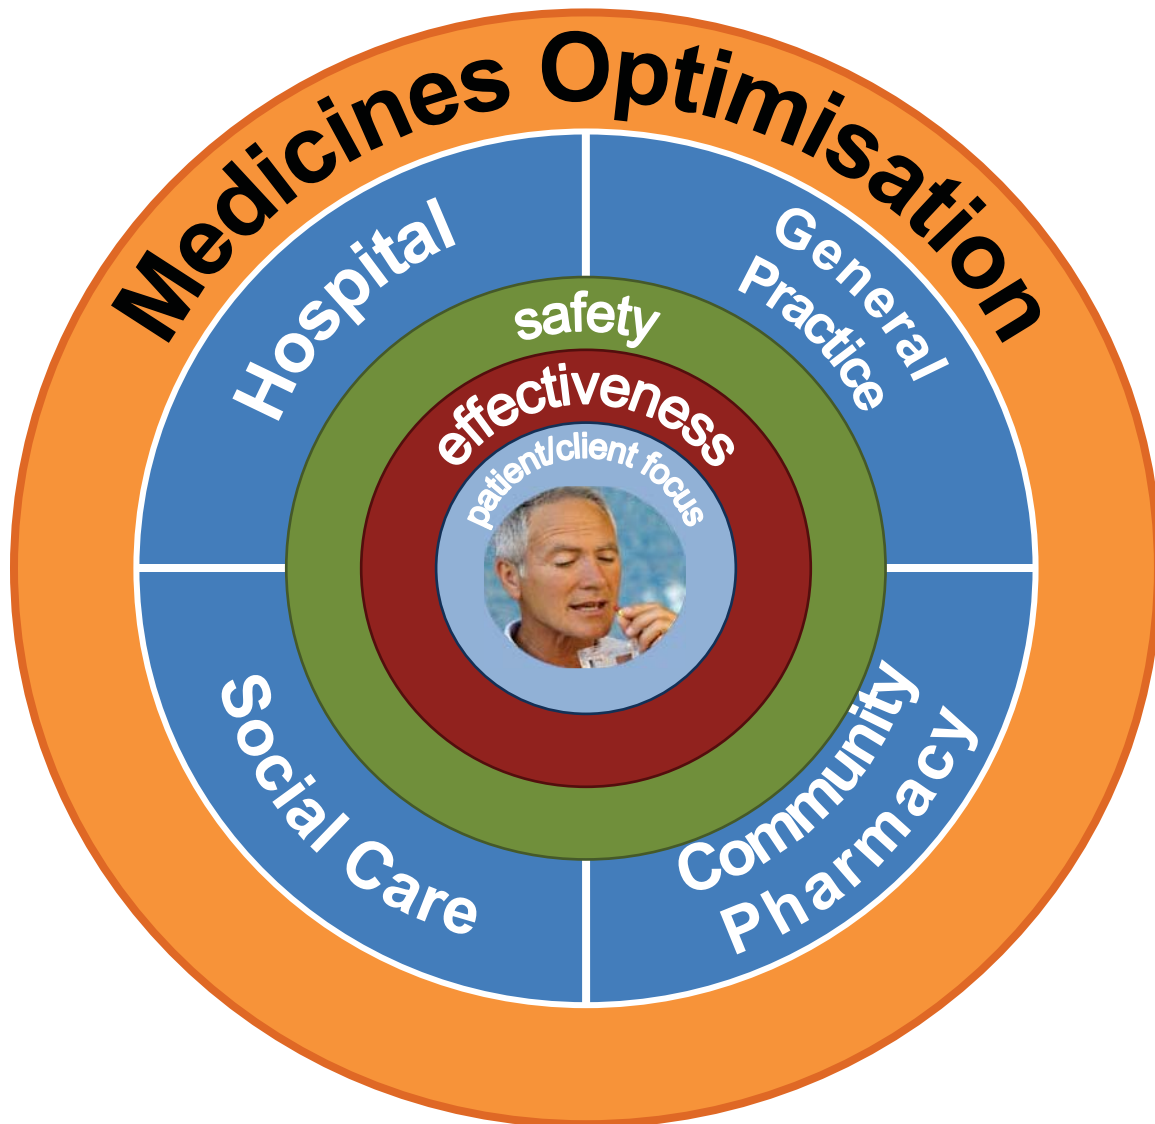 Medicines Optimisation
Hospital
General
Practice
safety
effectiveness
patient/client focus
Social Care
Community
Pharmacy